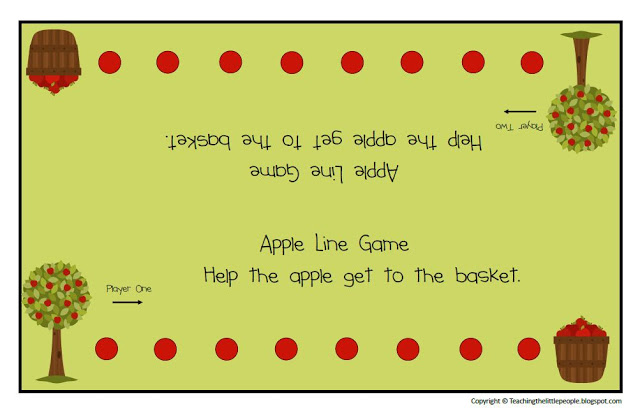 Player Two
Help the apple get to the basket.
Apple Line Game
Apple Line Game
Help the apple get to the basket.
Player One
Copyright © Teachingthelittlepeople.blogspot.com